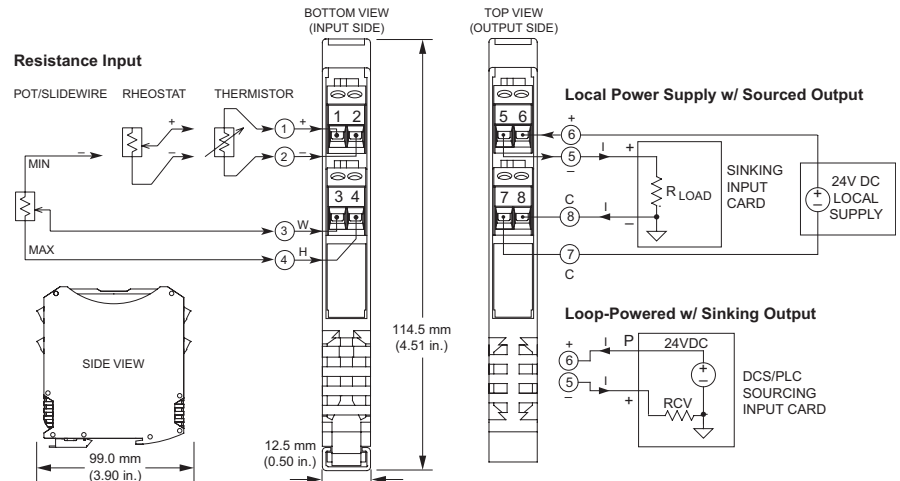 BOTTOM VIEW
(INPUT SIDE)
TOP VIEW
(OUTPUT SIDE)
Resistance Input
POT/SLIDEWIRE
RHEOSTAT
THERMISTOR
MIN
–
+
–
MAX
1 +
2 –
3 W
4 H
1 2
3 4
SIDE VIEW
99.0 mm
(3.90 in.)
12.5 mm
(0.50 in.)
114.5 mm
(4.51 in.)
5 6
7 8
Local Power Supply w/ Sourced Output
+
6
5
–
I
+
R LOAD
SINKING
INPUT
CARD
24V DC
LOCAL
SUPPLY
+
–
C
8
I
–
7
C
Loop-Powered w/ Sinking Output
+
6
I
P
24VDC
+
–
5
–
I
+
RCV
DCS/PLC
SOURCING
INPUT CARD